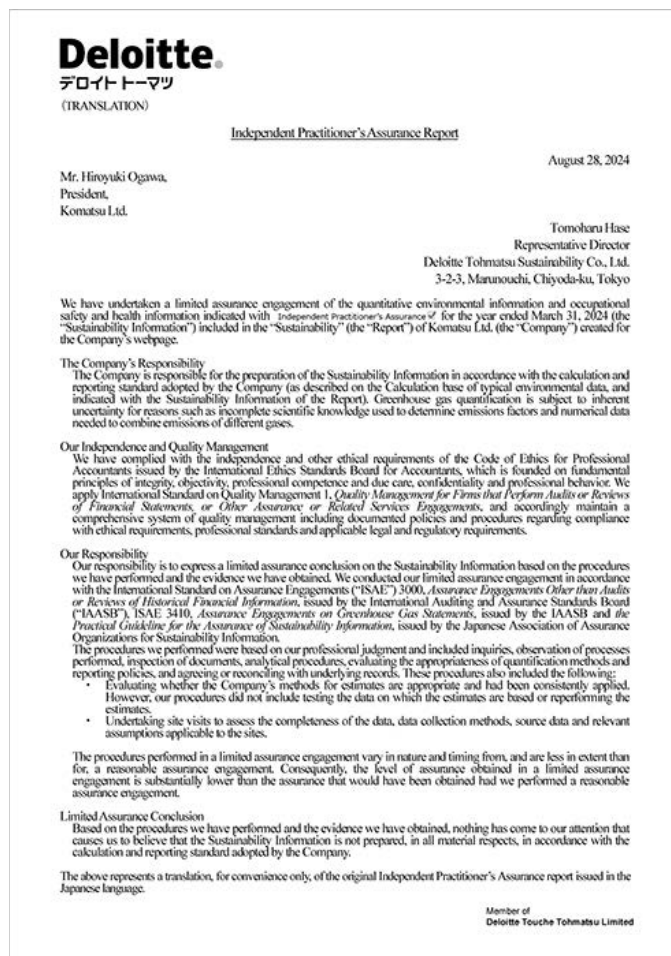 Deloitte.
デロイト トーマツ
(TRANSLATION)
Independent Practitioner's Assurance Report
August 28, 2024
Mr. Hiroyuki Ogawa,
President,
Komatsu Ltd.
Tomoharu Hase
Representative Director
Deloitte Tohmatsu Sustainability Co., Ltd.
3-2-3, Marunouchi, Chiyoda-ku, Tokyo
We have undertaken a limited assurance engagement of the quantitative environmental information and occupational
safety and health information indicated with Independent Practitioner's Assurance ☑ for the year ended March 31, 2024 (the
“Sustainability Information”) included in the “Sustainability” (the “Report”) of Komatsu Ltd. (the “Company”) created for
the Company's webpage.
The Company's Responsibility
The Company is responsible for the preparation of the Sustainability Information in accordance with the calculation and
reporting standard adopted by the Company (as described on the Calculation base of typical environmental data, and
indicated with the Sustainability Information of the Report). Greenhouse gas quantification is subject to inherent
uncertainty for reasons such as incomplete scientific knowledge used to determine emissions factors and numerical data
needed to combine emissions of different gases.
Our Independence and Quality Management
We have complied with the independence and other ethical requirements of the Code of Ethics for Professional
Accountants issued by the International Ethics Standards Board for Accountants, which is founded on fundamental
principles of integrity, objectivity, professional competence and due care, confidentiality and professional behavior. We
apply International Standard on Quality Management 1, Quality Management for Firms that Perform Audits or Reviews
of Financial Statements, or Other Assurance or Related Services Engagements, and accordingly maintain a
comprehensive system of quality management including documented policies and procedures regarding compliance
with ethical requirements, professional standards and applicable legal and regulatory requirements.
Our Responsibility
Our responsibility is to express a limited assurance conclusion on the Sustainability Information based on the procedures
we have performed and the evidence we have obtained. We conducted our limited assurance engagement in accordance
with the International Standard on Assurance Engagements (“ISAE”) 3000, Assurance Engagements Other than Audits
or Reviews of Historical Financial Information, issued by the International Auditing and Assurance Standards Board
(“IAASB”), ISAE 3410, Assurance Engagements on Greenhouse Gas Statements, issued by the IAASB and the
Practical Guideline for the Assurance of Sustainability Information, issued by the Japanese Association of Assurance
Organizations for Sustainability Information.
The procedures we performed were based on our professional judgment and included inquiries, observation of processes
performed, inspection of documents, analytical procedures, evaluating the appropriateness of quantification methods and
reporting policies, and agreeing or reconciling with underlying records. These procedures also included the following:
• Evaluating whether the Company's methods for estimates are appropriate and had been consistently applied.
However, our procedures did not include testing the data on which the estimates are based or reperforming the
estimates.
• Undertaking site visits to assess the completeness of the data, data collection methods, source data and relevant
assumptions applicable to the sites.
The procedures performed in a limited assurance engagement vary in nature and timing from, and are less in extent than
for, a reasonable assurance engagement. Consequently, the level of assurance obtained in a limited assurance
engagement is substantially lower than the assurance that would have been obtained had we performed a reasonable
assurance engagement.
Limited Assurance Conclusion
Based on the procedures we have performed and the evidence we have obtained, nothing has come to our attention that
causes us to believe that the Sustainability Information is not prepared, in all material respects, in accordance with the
calculation and reporting standard adopted by the Company.
The above represents a translation, for convenience only, of the original Independent Practitioner's Assurance report issued in the
Japanese language.
Member of
Deloitte Touche Tohmatsu Limited